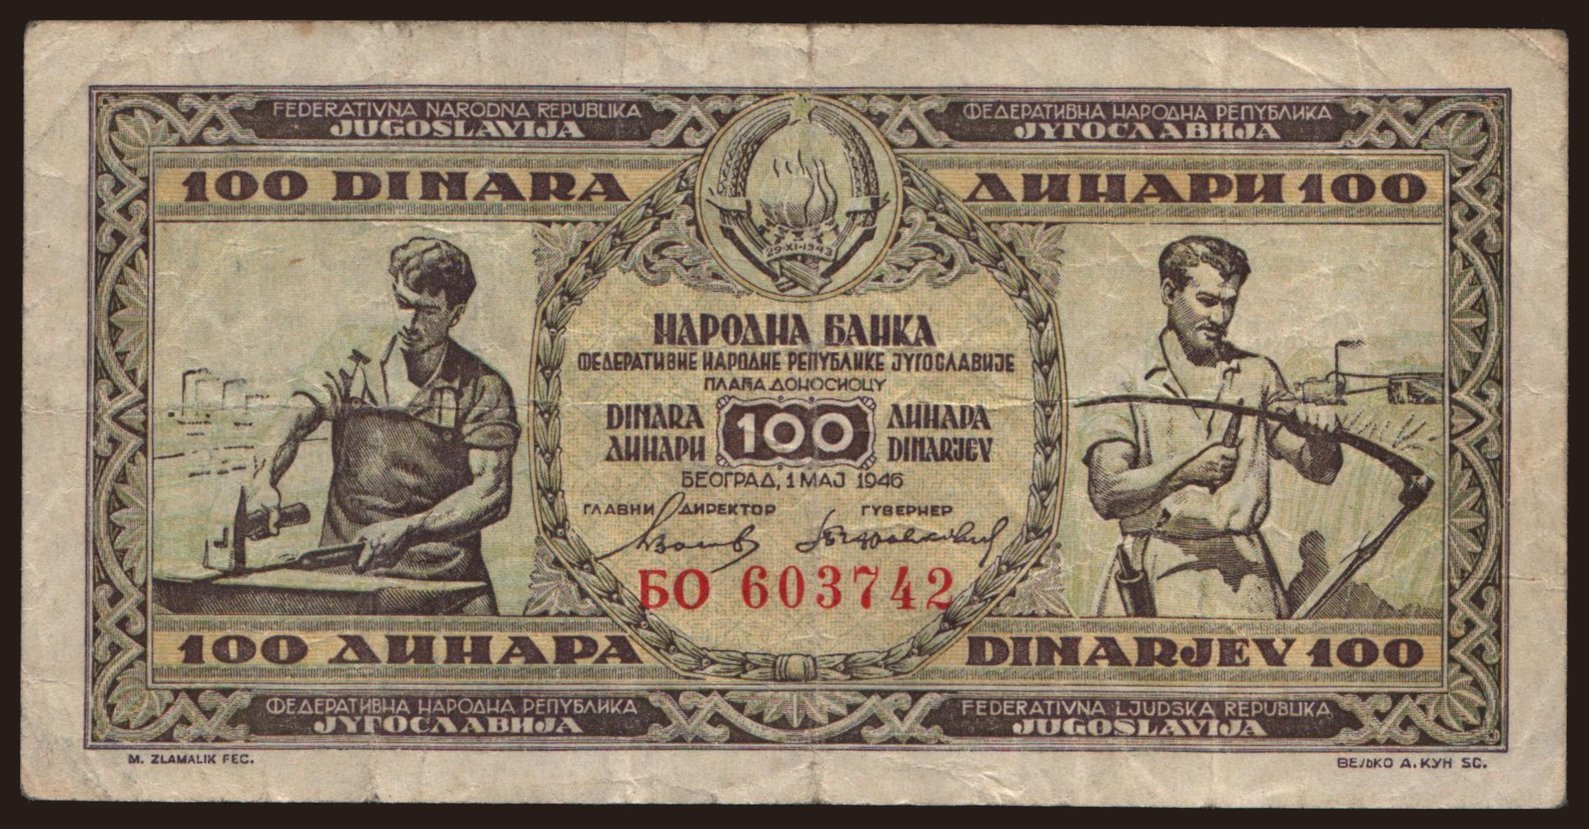 FEDERATIVNA NARODNA REPUBLIKA
JUGOSLAVIJA
ФЕДЕРАТИВНА НАРОДНА РЕПУБЛИКА
ЈУГОСЛАВИЈА
100 DINARA
ДИНАРИ 100
29·XI·1943
НАРОДНА БАНКА
ФЕДЕРАТИВНЕ НАРОДНЕ РЕПУБЛИКЕ ЈУГОСЛАВИЈЕ
ПЛАЋА ДОНОСИОЦУ
DINARA 100 ДИНАРА
ДИНАРИ DINARJEV
БЕОГРАД, 1 МАЈ 1946
ГЛАВНИ ДИРЕКТОР ГУВЕРНЕР
БО 603742
100 ДИНАРА
DINARJEV 100
ФЕДЕРАТИВНА НАРОДНА РЕПУБЛИКА
ЈУГОСЛАВИЈА
FEDERATIVNA LJUDSKA REPUBLIKA
JUGOSLAVIJA
M. ZLAMALIK FEC.
ВЕЉКО А. КУН SC.